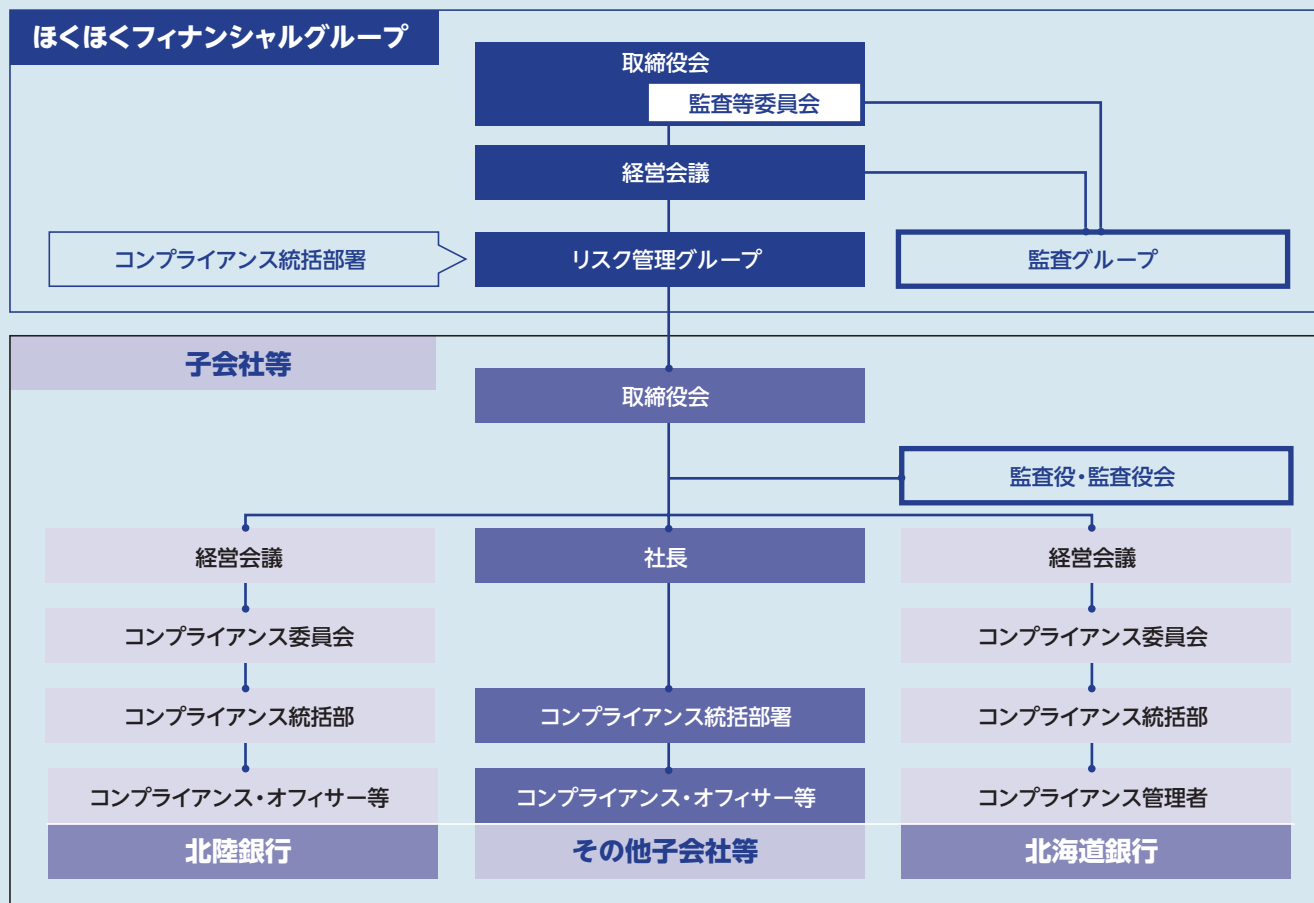 ほくほくフィナンシャルグループ
取締役会
監査等委員会
経営会議
コンプライアンス統括部署
リスク管理グループ
監査グループ
子会社等
取締役会
監査役・監査役会
経営会議
社長
経営会議
コンプライアンス委員会
コンプライアンス委員会
コンプライアンス統括部
コンプライアンス統括部署
コンプライアンス統括部
コンプライアンス・オフィサー等
コンプライアンス・オフィサー等
コンプライアンス管理者
北陸銀行
その他子会社等
北海道銀行